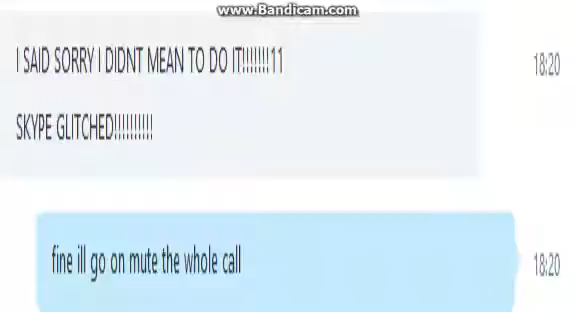 www.Bandicam.com
I SAID SORRY I DIDNT MEAN TO DO IT!!!!!!!11 18:20
SKYPE GLITCHED!!!!!!!!!!
fine ill go on mute the whole call 18:20